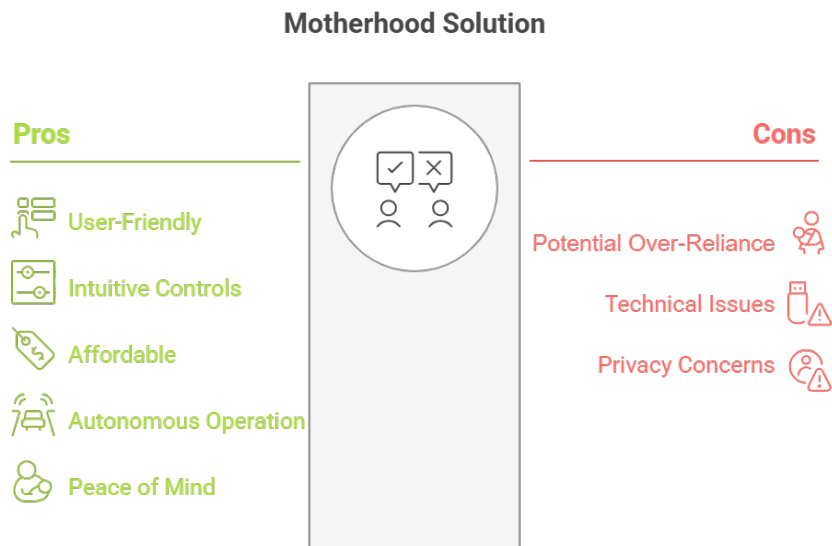 Motherhood Solution
Pros
User-Friendly
Intuitive Controls
Affordable
Autonomous Operation
Peace of Mind
Cons
Potential Over-Reliance
Technical Issues
Privacy Concerns